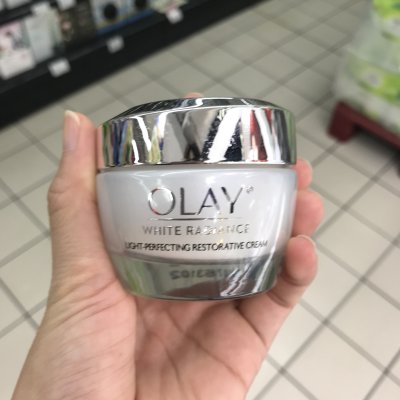 OLAY
WHITE RADIANCE
LIGHT-PERFECTING RESTORATIVE CREAM